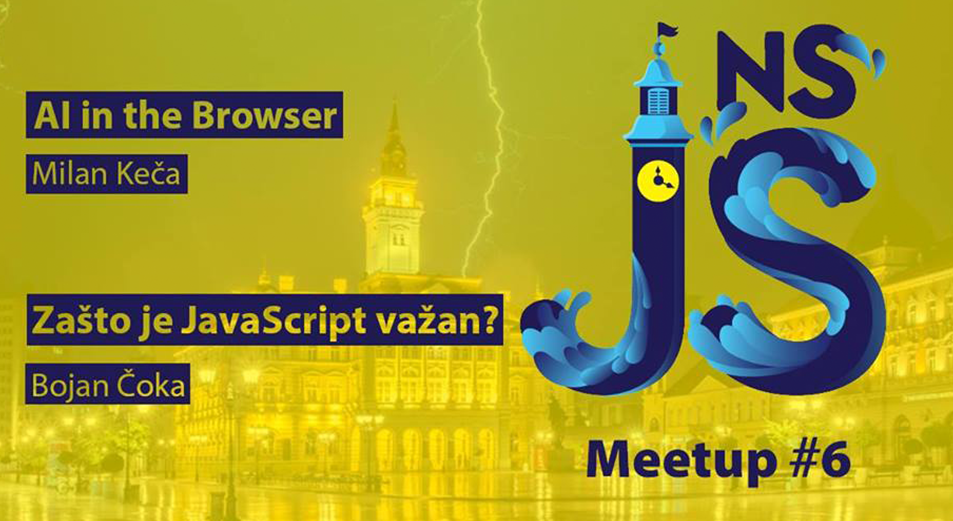 AI in the Browser
Milan Keča
Zašto je JavaScript važan?
Bojan Čoka
NS
JS
Meetup #6